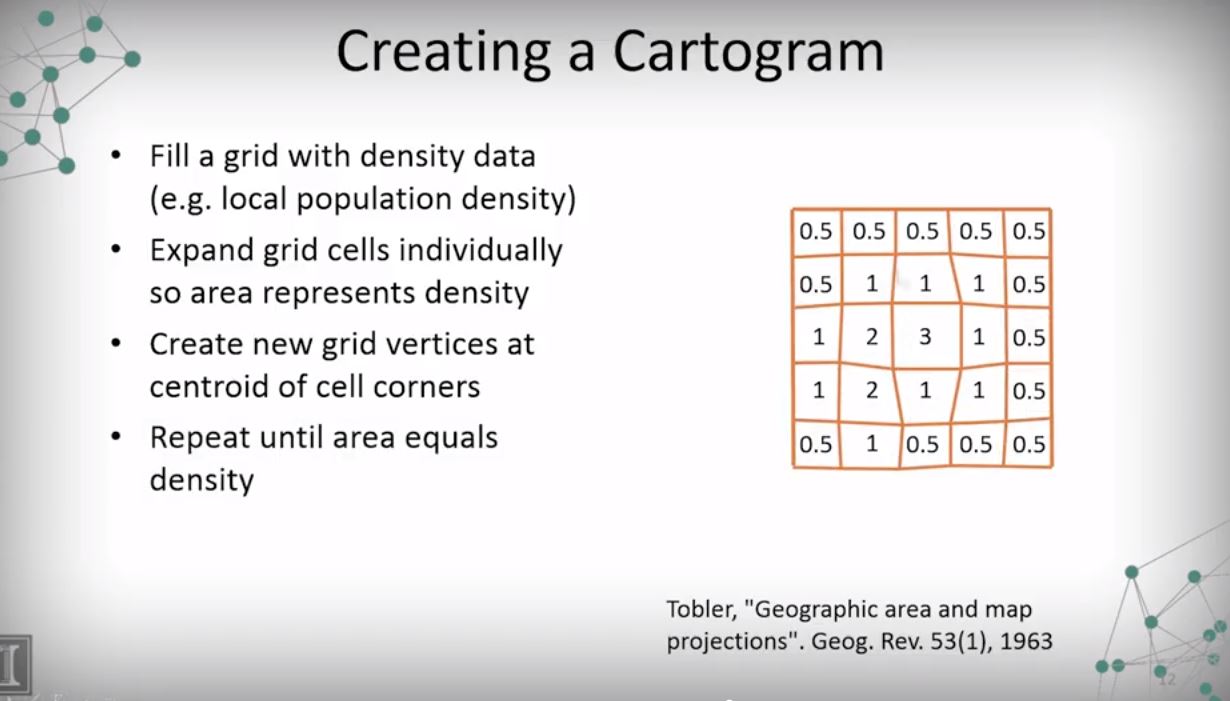 Creating a Cartogram
• Fill a grid with density data
(e.g. local population density)
• Expand grid cells individually
so area represents density
• Create new grid vertices at
centroid of cell corners
• Repeat until area equals
density
0.5 0.5 0.5 0.5 0.5
0.5 1 1 1 0.5
1 2 3 1 0.5
1 2 1 1 0.5
0.5 1 0.5 0.5 0.5
Tobler, "Geographic area and map
projections". Geog. Rev. 53(1), 1963
I
12